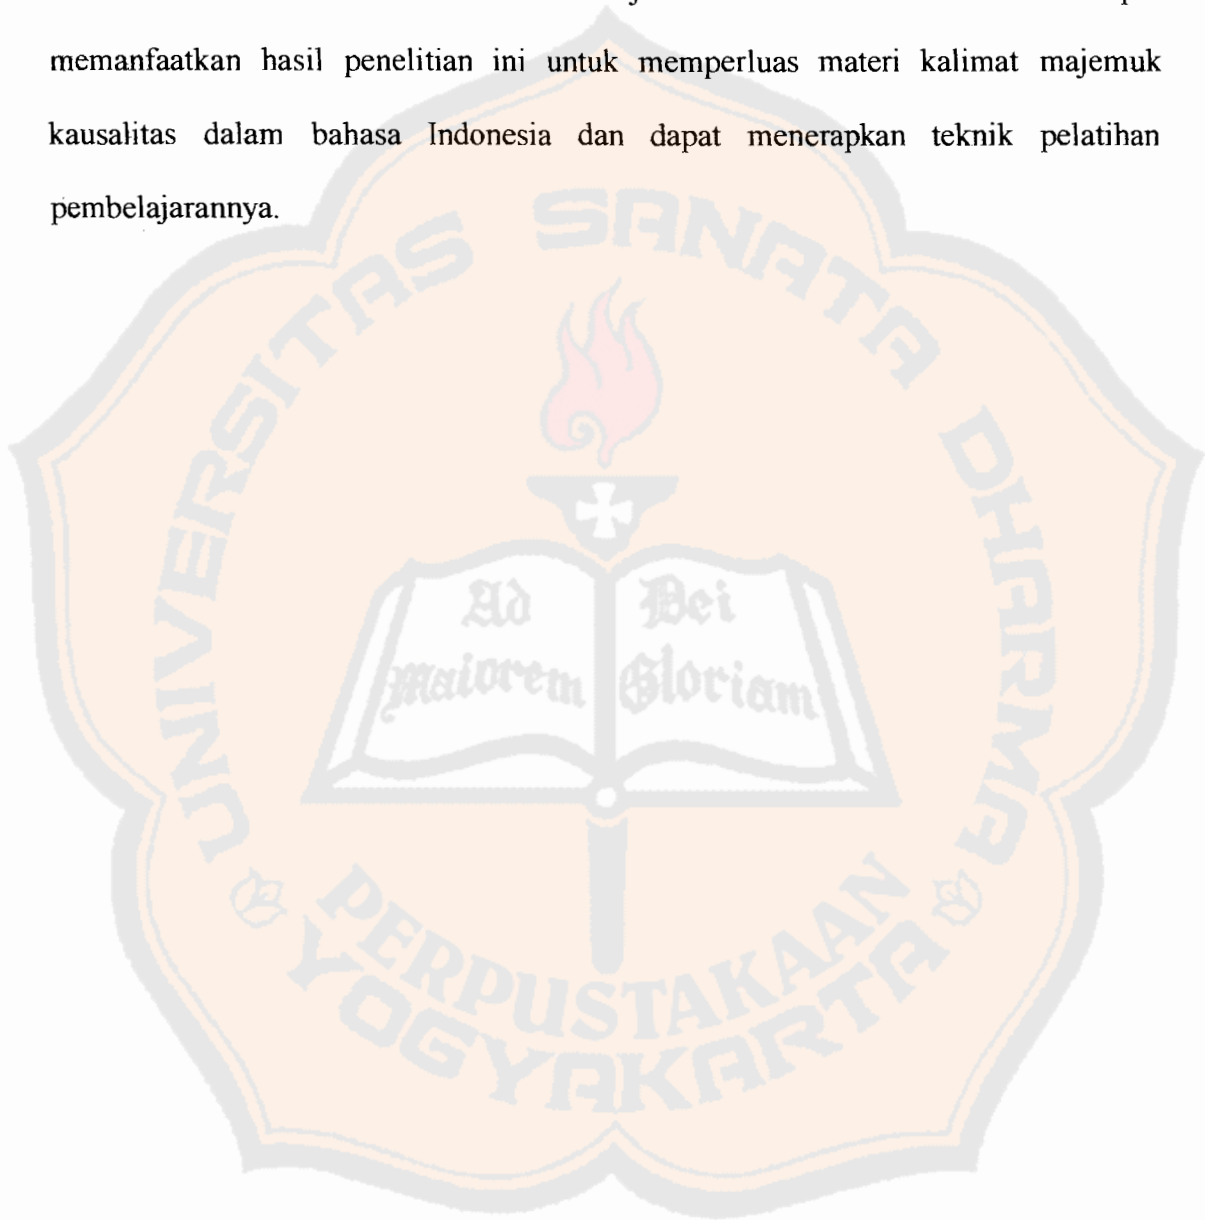 memanfaatkan hasil penelitian ini untuk memperluas materi kalimat majemuk
kausalitas dalam bahasa Indonesia dan dapat menerapkan teknik pelatihan
pembelajarannya.
UNIVERSITAS SANATA DHARMA
Ad Dei
maiorem Gloriam
PERPUSTAKAAN
YOGYAKARTA